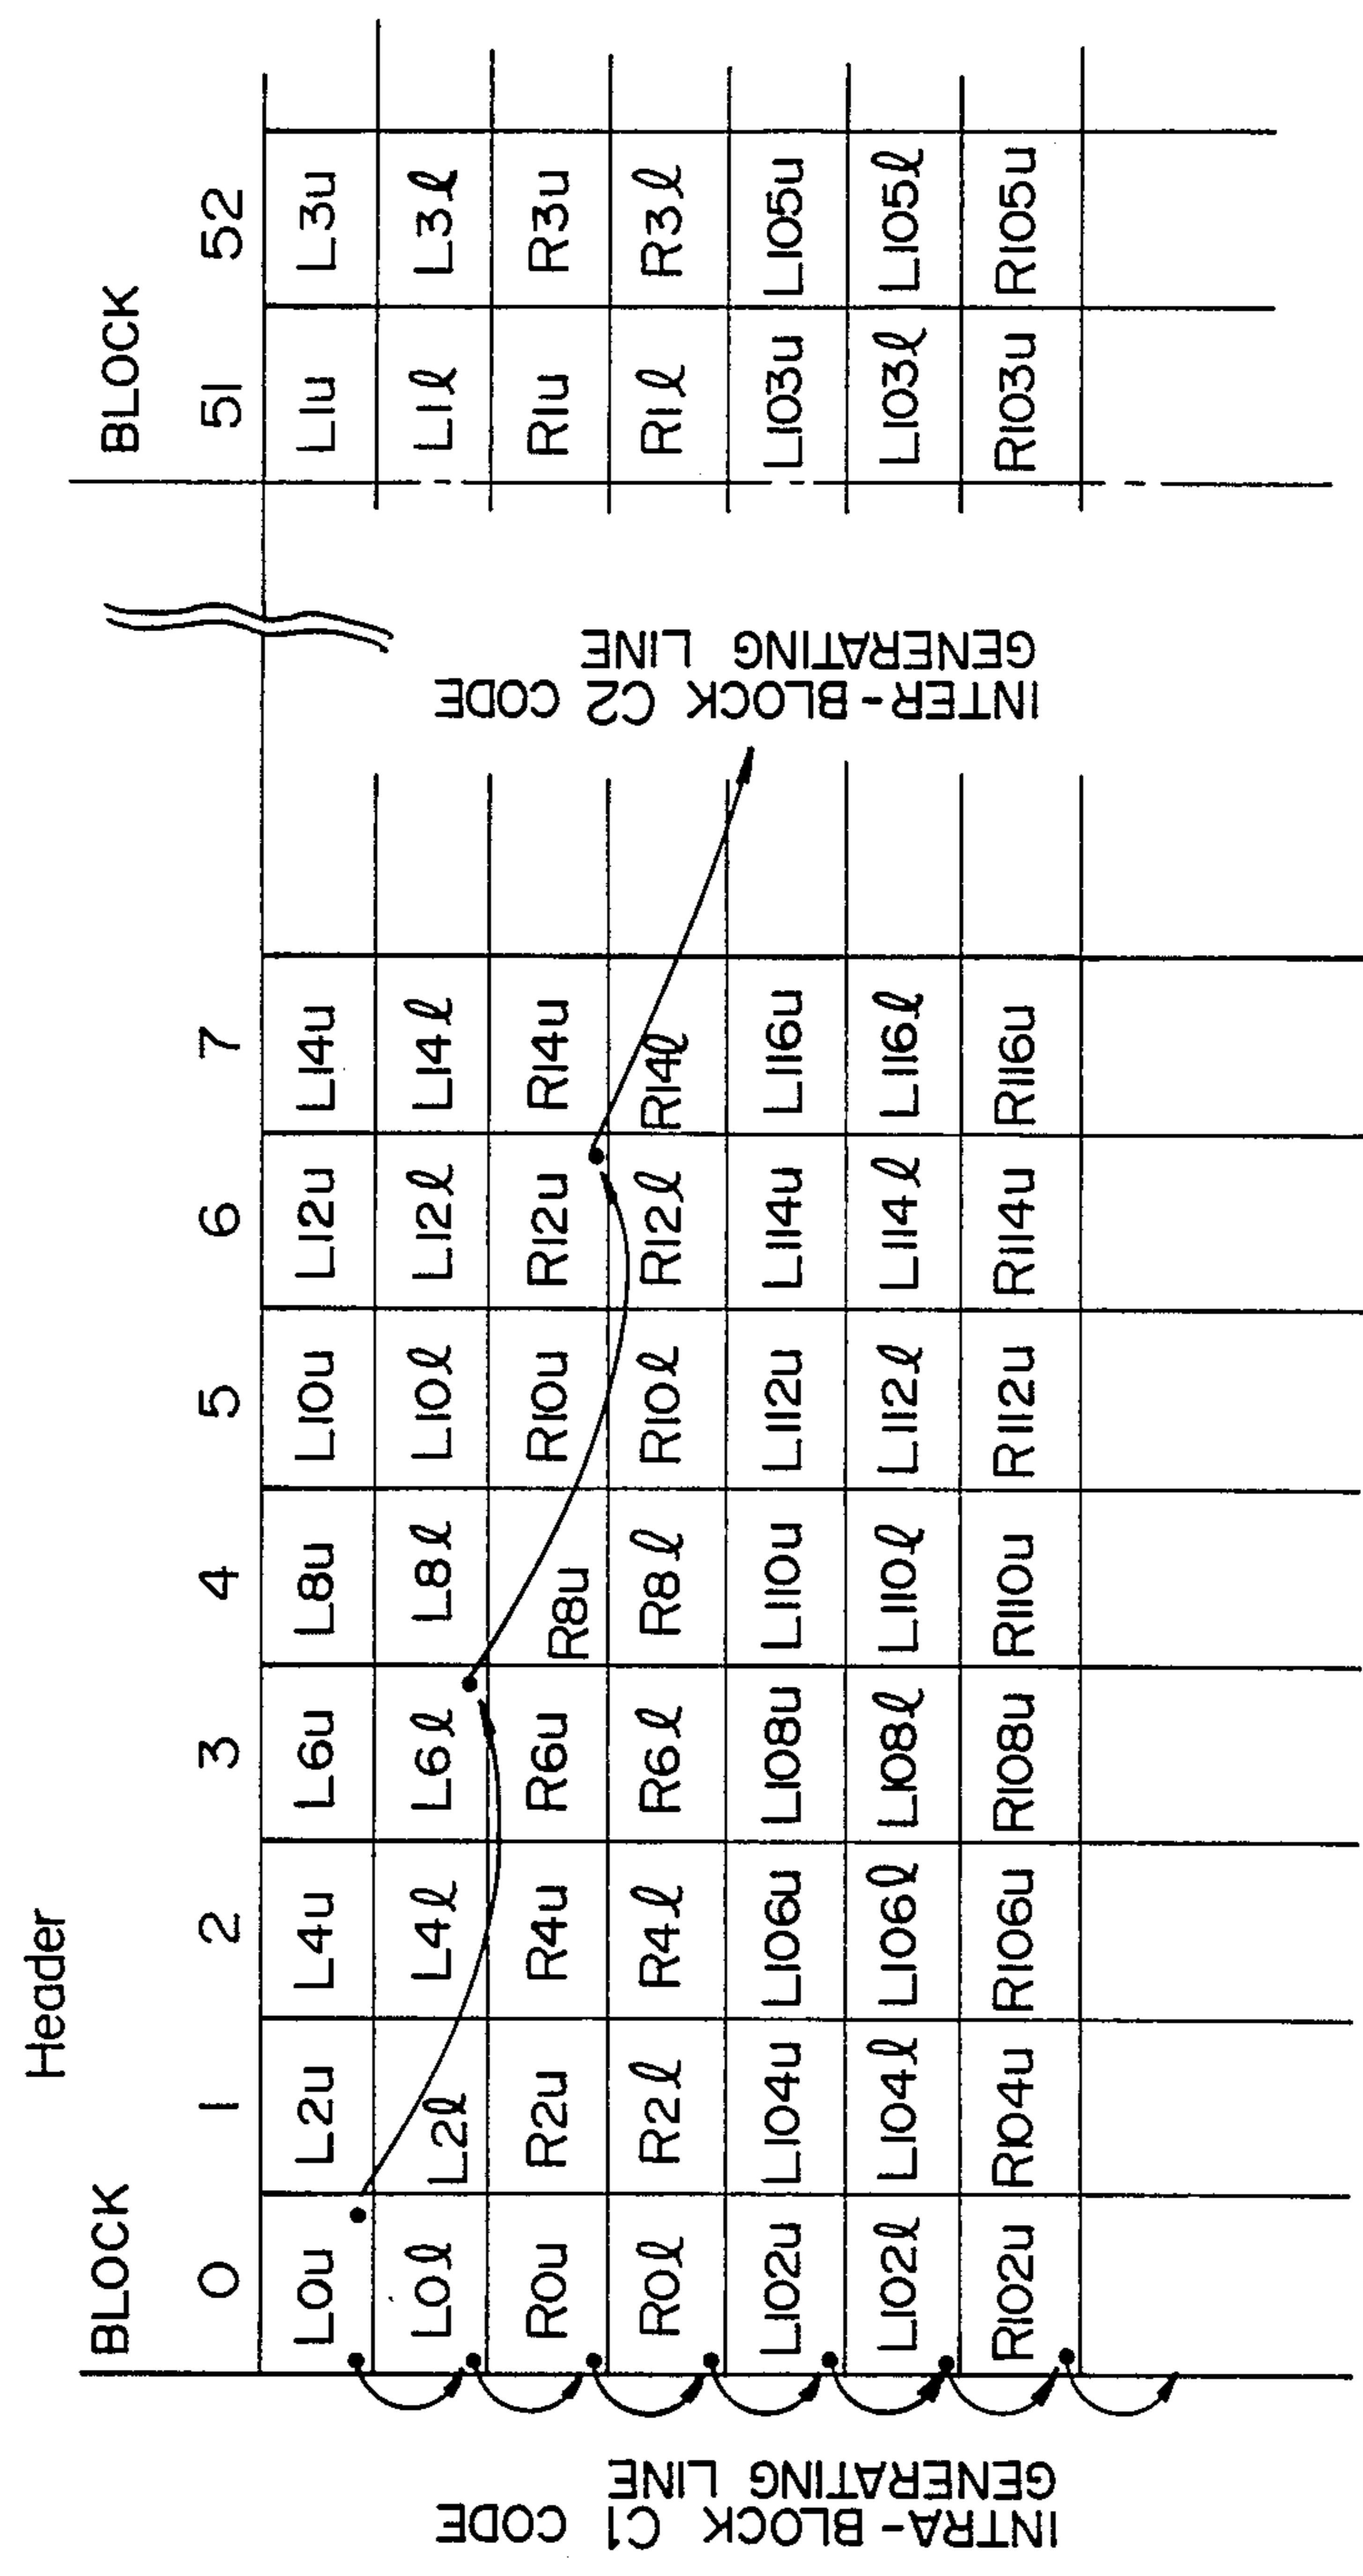 Header
BLOCK BLOCK
0 1 2 3 4 5 6 7 51 52
L0u L2u L4u L6u L8u L10u L12u L14u L1u L3u
L0ℓ L2ℓ L4ℓ L6ℓ L8ℓ L10ℓ L12ℓ L14ℓ L1ℓ L3ℓ
R0u R2u R4u R6u R8u R10u R12u R14u R1u R3u
R0ℓ R2ℓ R4ℓ R6ℓ R8ℓ R10ℓ R12ℓ R14ℓ R1ℓ R3ℓ
L102u L104u L106u L108u L110u L112u L114u L116u L103u L105u
L102ℓ L104ℓ L106ℓ L108ℓ L110ℓ L112ℓ L114ℓ L116ℓ L103ℓ L105ℓ
R102u R104u R106u R108u R110u R112u R114u R116u R103u R105u
INTRA-BLOCK C1 CODE
GENERATING LINE
INTER-BLOCK C2 CODE
GENERATING LINE